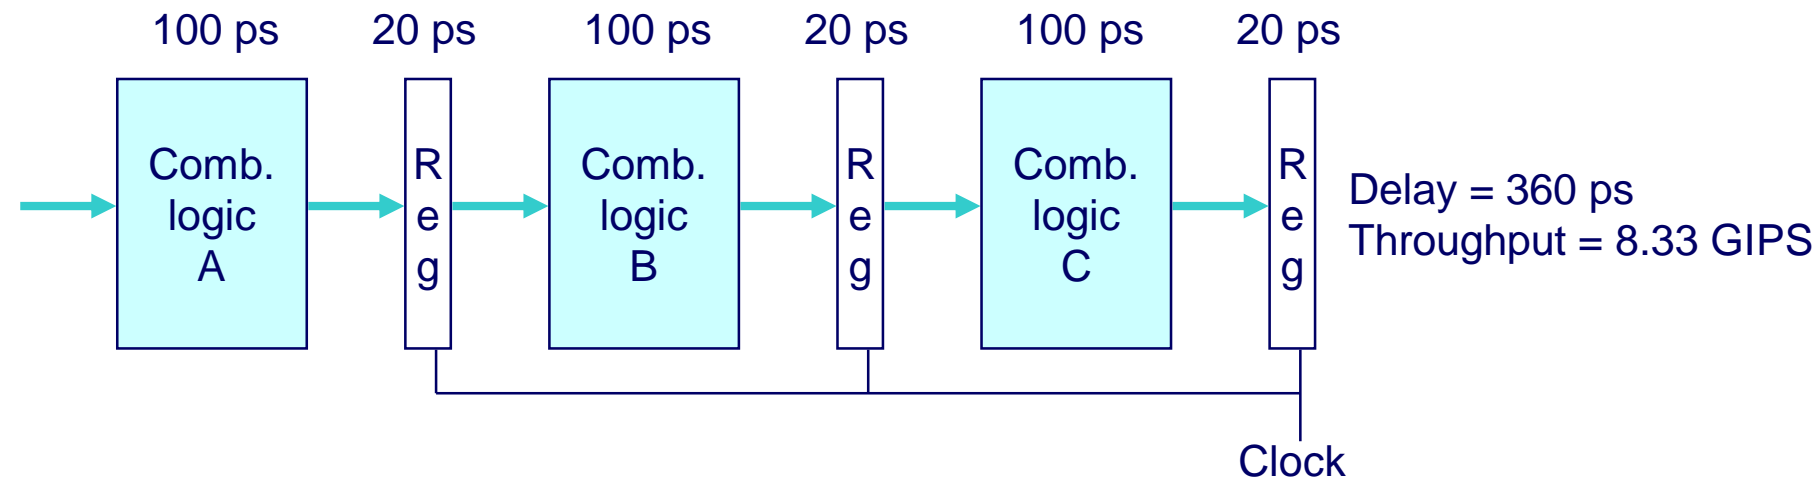 100 ps 20 ps 100 ps 20 ps 100 ps 20 ps
Comb.
logic
A
R
e
g
Comb.
logic
B
R
e
g
Comb.
logic
C
R
e
g
Delay = 360 ps
Throughput = 8.33 GIPS
Clock